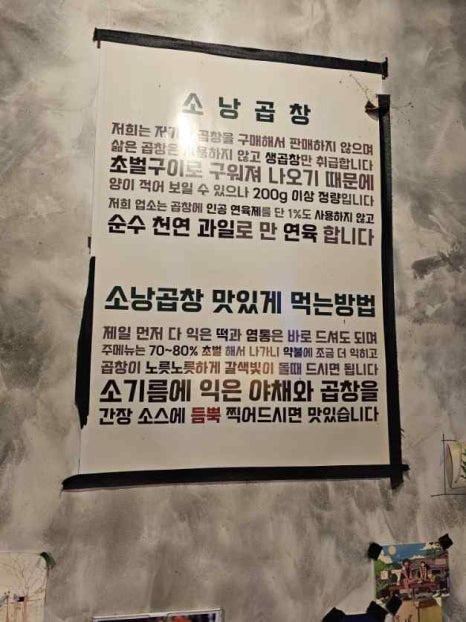 소낭곱창
저희는 곱창을 구매해서 판매하지 않으며
삶은 곱창은 사용하지 않고 생곱창만 취급합니다
초벌구이로 구워져 나오기 때문에
양이 적어 보일 수 있으나 200g 이상 정량입니다
저희 업소는 곱창에 인공 연육제를 단 1%도 사용하지 않고
순수 천연 과일로 만 연육 합니다
소낭곱창 맛있게 먹는방법
제일 먼저 다 익은 떡과 염통은 바로 드셔도 되며
주메뉴는 70~80% 초벌 해서 나가니 약불에 조금 더 익히고
곱창이 노릇노릇하게 갈색빛이 돌때 드시면 됩니다
소기름에 익은 야채와 곱창을
간장 소스에 듬뿍 찍어드시면 맛있습니다